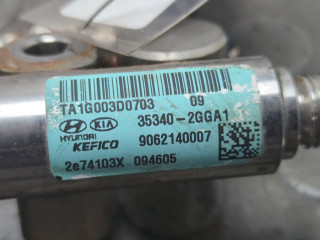 TA1G003D0703 09
KIA 35340-2GGA1
HYUNDAI
KEFICO 9062140007
2e74103X 094605